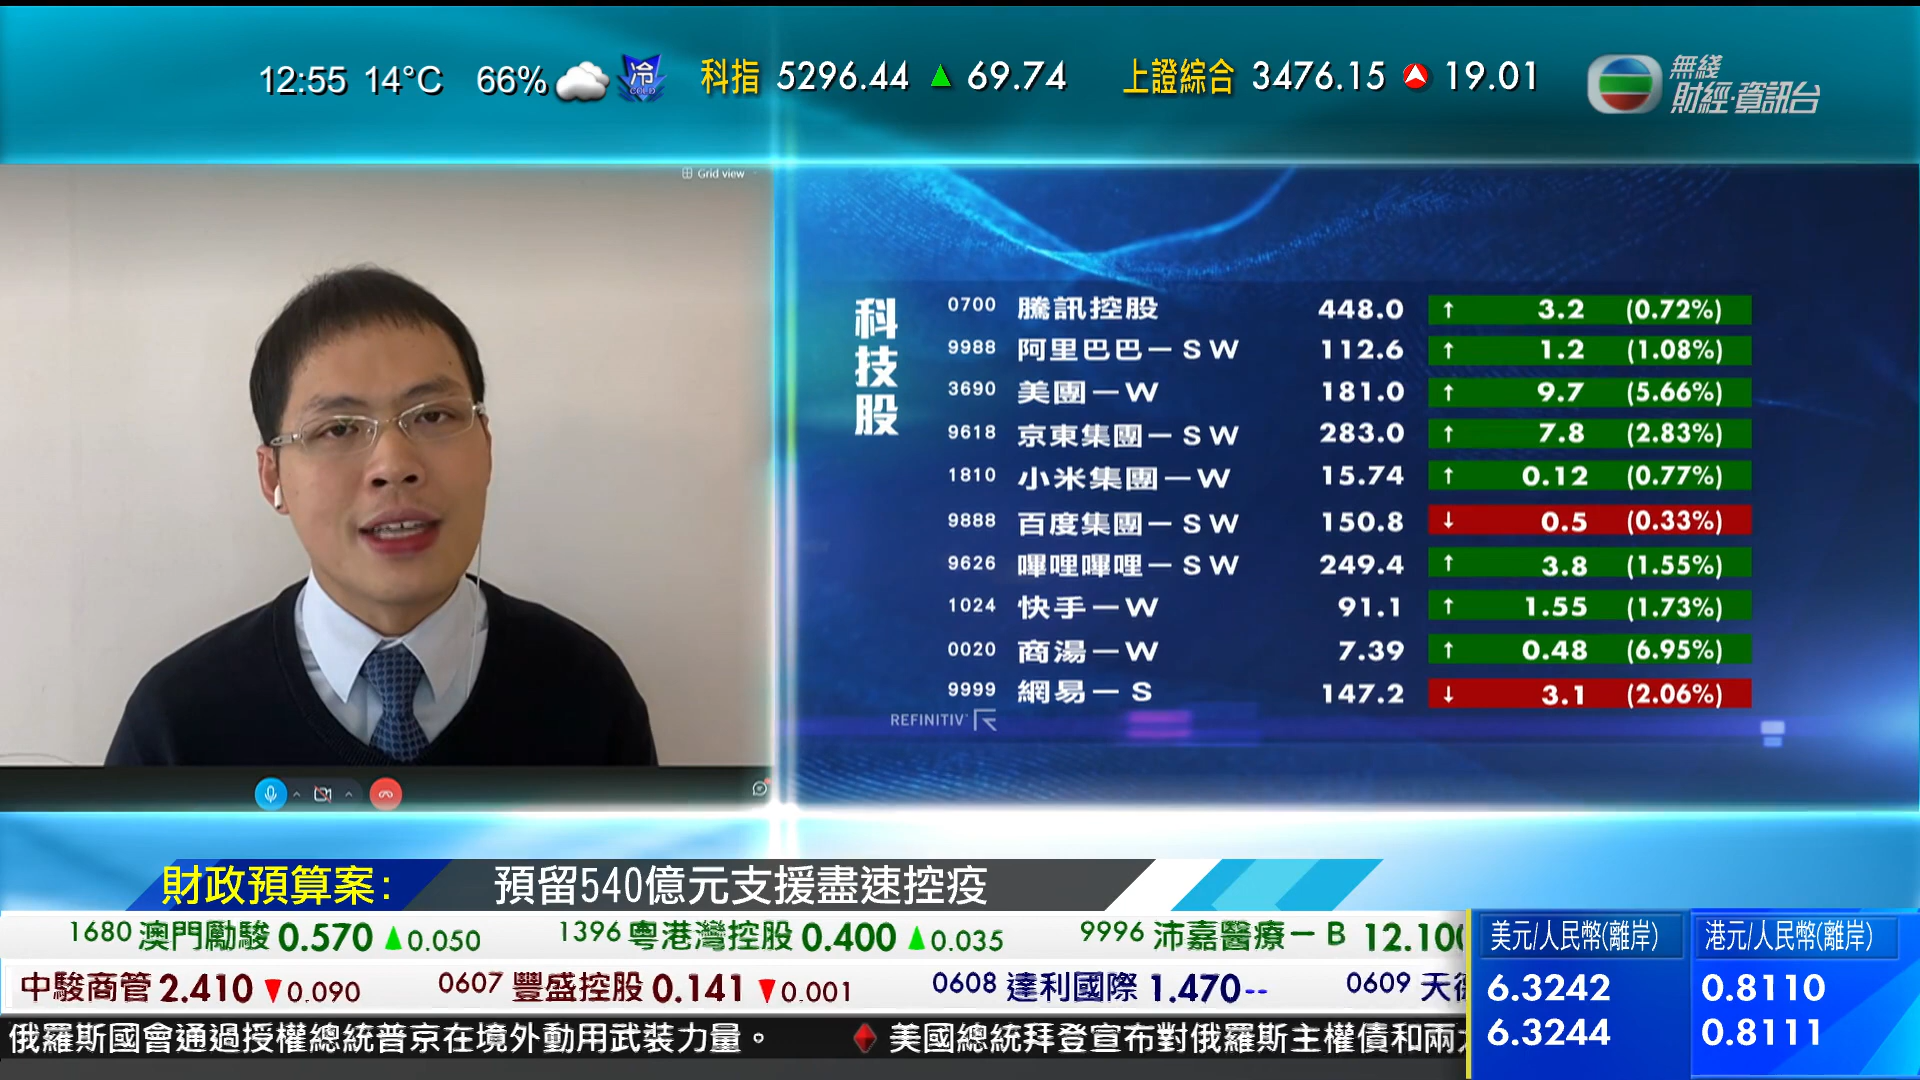 12:55 14°C 66% 冷 COLD 科指 5296.44 ▲ 69.74 上證綜合 3476.15 ▲ 19.01
無綫
財經·資訊台
Grid view
科技股
0700 騰訊控股 448.0 ↑ 3.2 (0.72%)
9988 阿里巴巴－ＳＷ 112.6 ↑ 1.2 (1.08%)
3690 美團－Ｗ 181.0 ↑ 9.7 (5.66%)
9618 京東集團－ＳＷ 283.0 ↑ 7.8 (2.83%)
1810 小米集團－Ｗ 15.74 ↑ 0.12 (0.77%)
9888 百度集團－ＳＷ 150.8 ↓ 0.5 (0.33%)
9626 嗶哩嗶哩－ＳＷ 249.4 ↑ 3.8 (1.55%)
1024 快手－Ｗ 91.1 ↑ 1.55 (1.73%)
0020 商湯－Ｗ 7.39 ↑ 0.48 (6.95%)
9999 網易－Ｓ 147.2 ↓ 3.1 (2.06%)
REFINITIV
財政預算案: 預留540億元支援盡速控疫
1680 澳門勵駿 0.570 ▲0.050 1396 粵港灣控股 0.400 ▲0.035 9996 沛嘉醫療－Ｂ 12.100
中駿商管 2.410 ▼0.090 0607 豐盛控股 0.141 ▼0.001 0608 達利國際 1.470-- 0609 天
俄羅斯國會通過授權總統普京在境外動用武裝力量。 ◆ 美國總統拜登宣布對俄羅斯主權債和兩
美元/人民幣(離岸)
6.3242
6.3244
港元/人民幣(離岸)
0.8110
0.8111